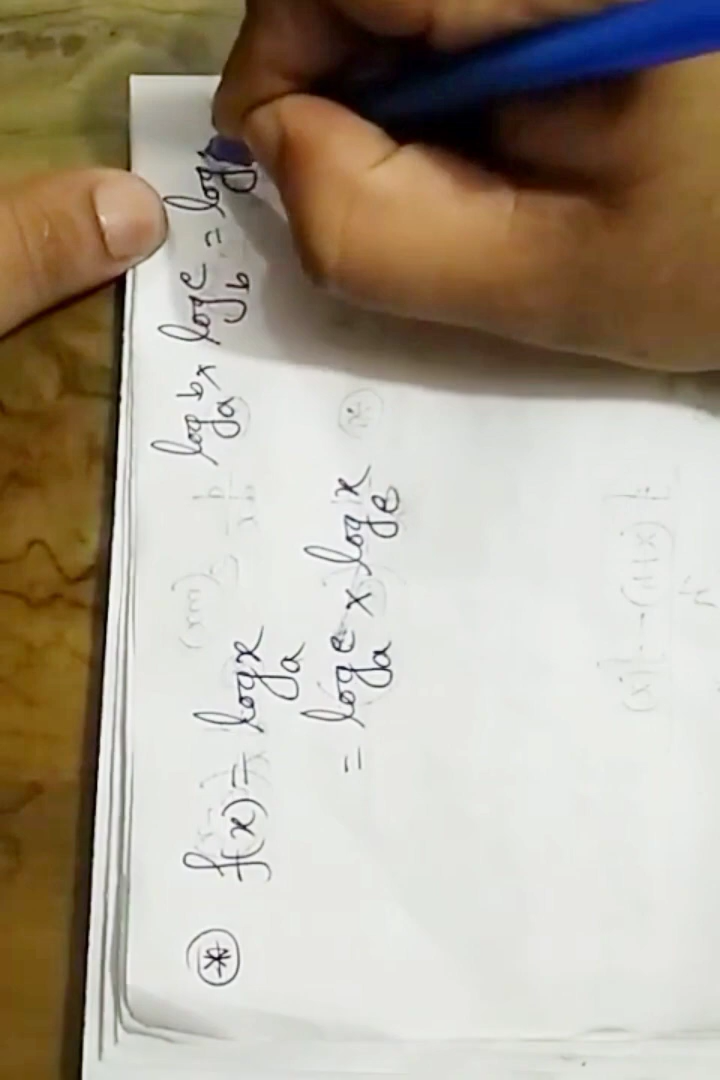 * f(x) = log_a x    log_a b × log_b c = log
= log_a e × log_e x